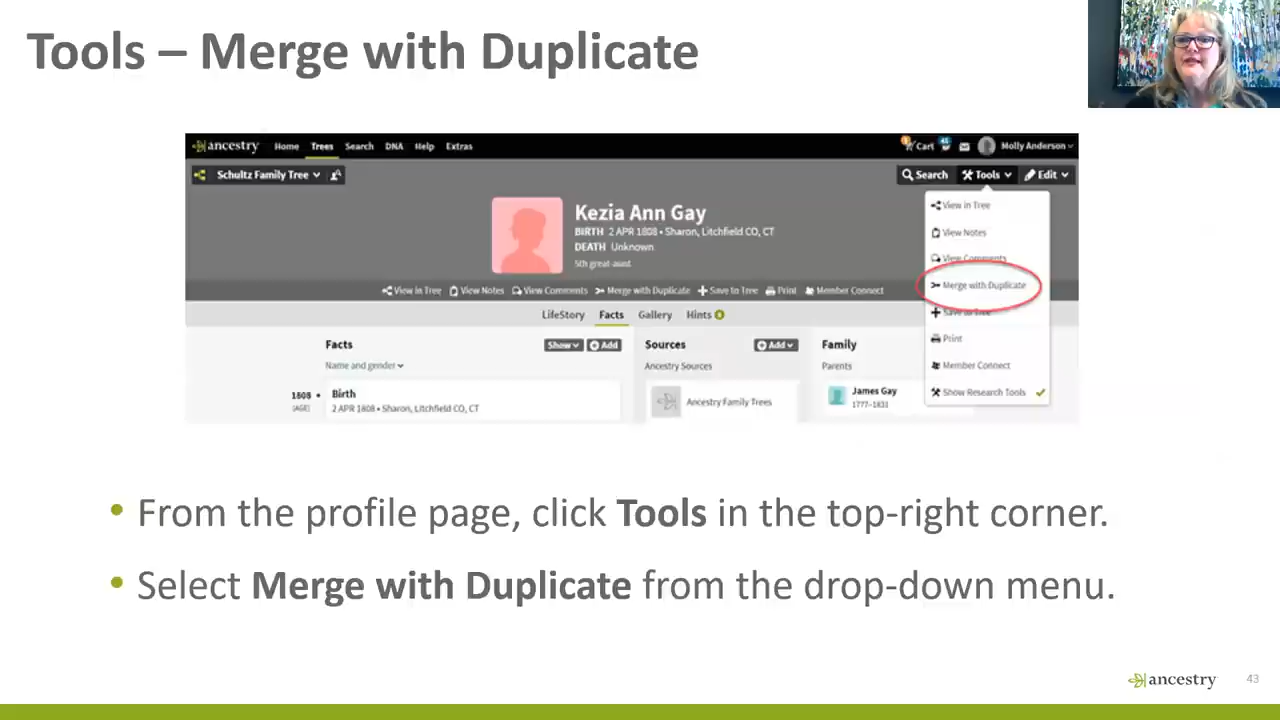 Tools – Merge with Duplicate
ancestry Home Trees Search DNA Help Extras Cart Molly Anderson
Schultz Family Tree Search Tools Edit
Kezia Ann Gay
BIRTH 2 APR 1808 • Sharon, Litchfield CO, CT
DEATH Unknown
5th great-aunt
View in Tree View Notes View Comments Merge with Duplicate Save to Tree Print Member Connect
LifeStory Facts Gallery Hints
View in Tree
View Notes
View Comments
Merge with Duplicate
Save to Tree
Print
Member Connect
Show Research Tools
Facts Show Add
Name and gender
1808 Birth
(AGE) 2 APR 1808 • Sharon, Litchfield CO, CT
Sources Add
Ancestry Sources
Ancestry Family Trees
Family
Parents
James Gay
1777–1831
• From the profile page, click Tools in the top-right corner.
• Select Merge with Duplicate from the drop-down menu.
ancestry 43